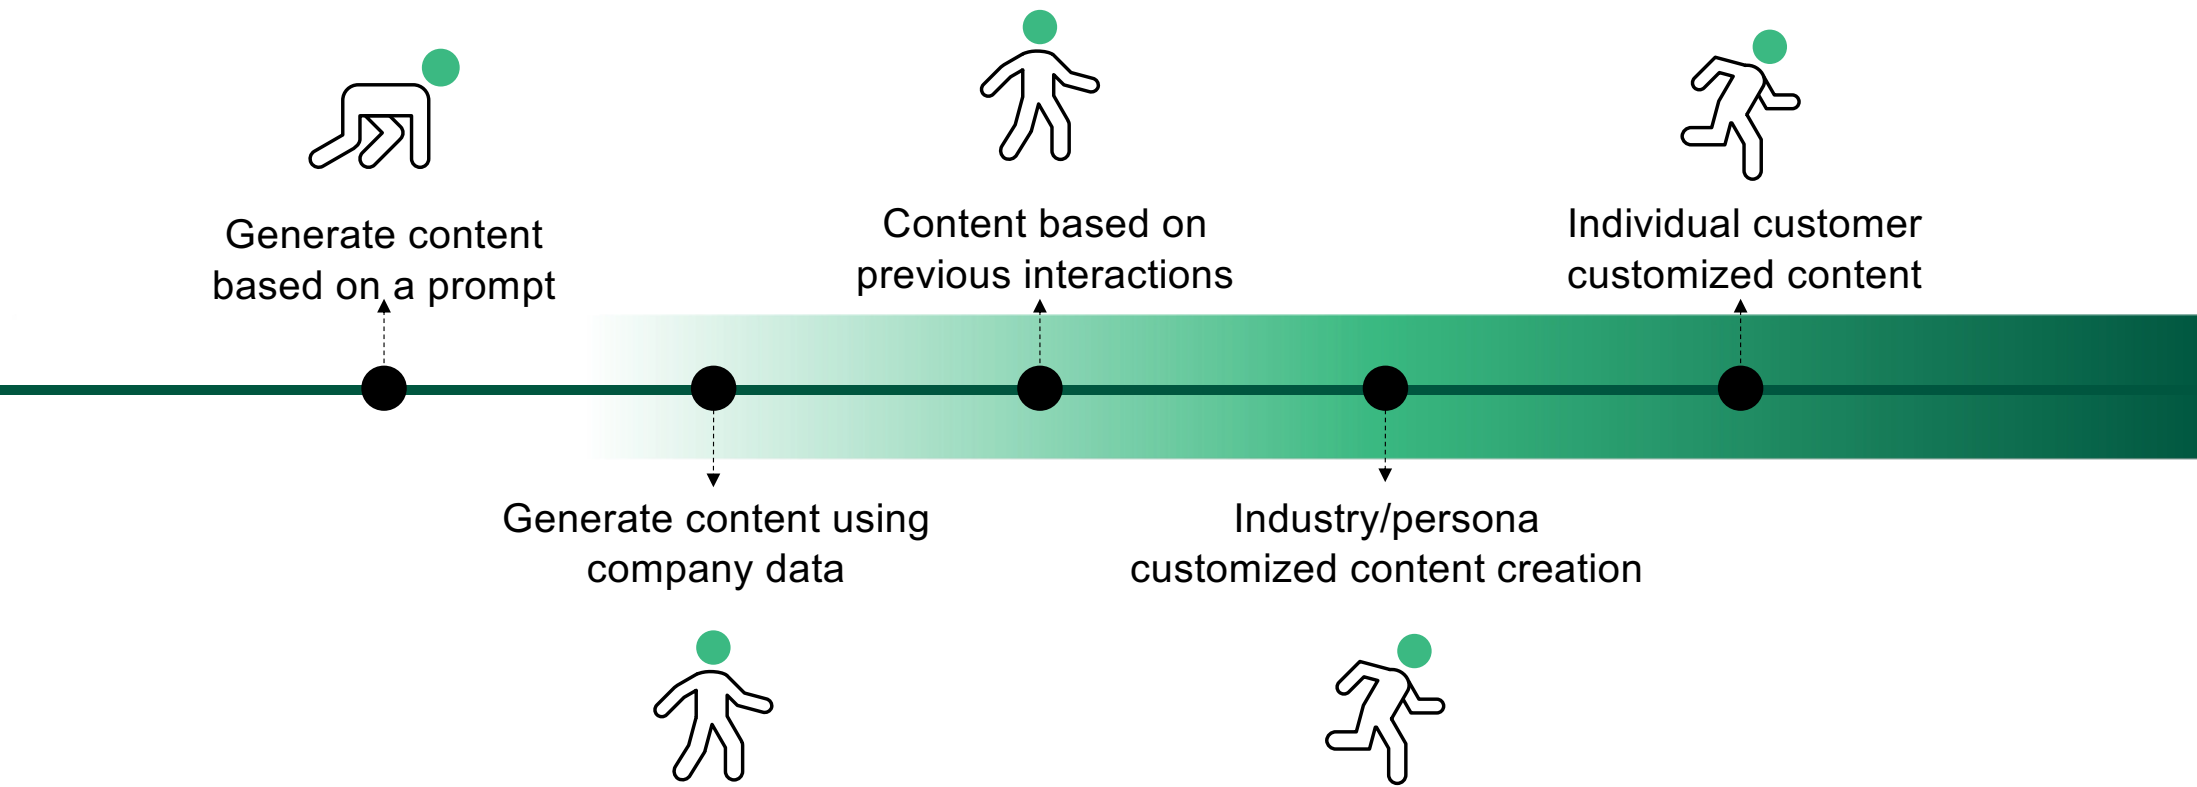 Generate content
based on a prompt
Generate content using
company data
Content based on
previous interactions
Industry/persona
customized content creation
Individual customer
customized content